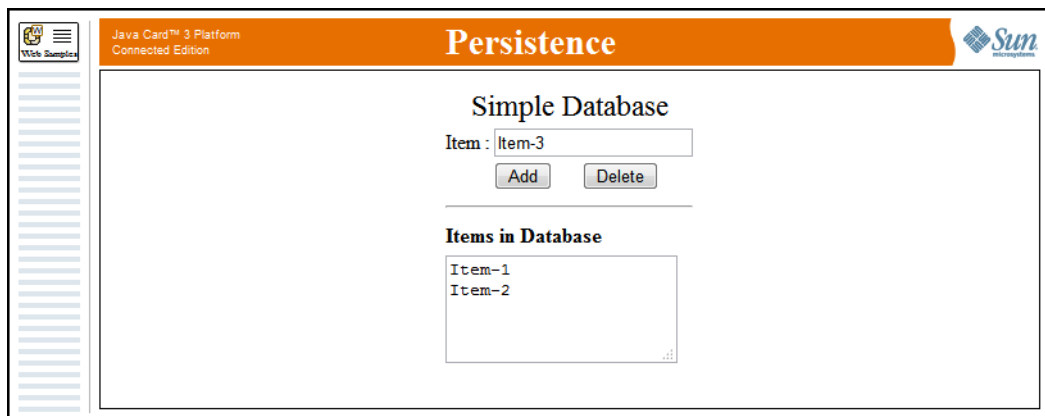 Web Samples
Java Card™ 3 Platform
Connected Edition
Persistence
Sun
microsystems
Simple Database
Item : Item-3
Add Delete
Items in Database
Item-1
Item-2